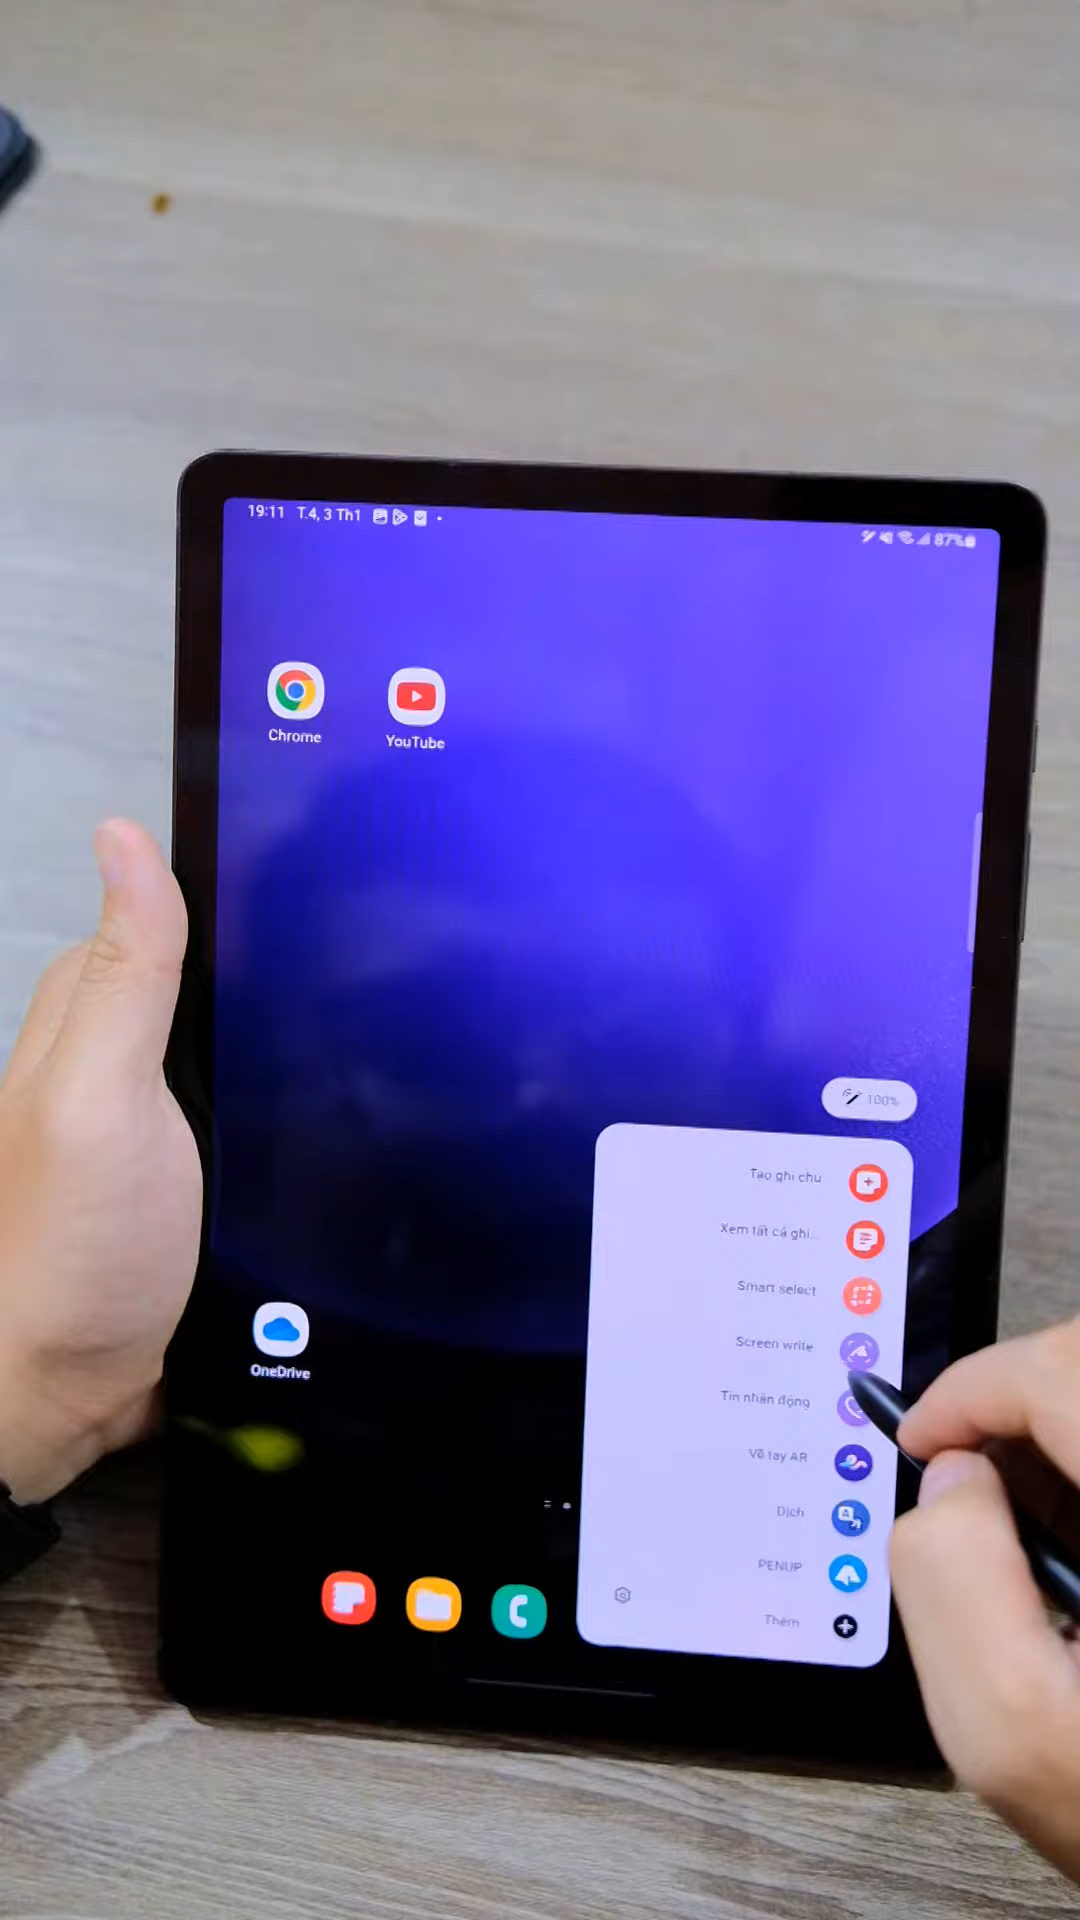 19:11 T.4, 3 Th1
87%
Chrome
YouTube
100%
Tạo ghi chú
Xem tất cả ghi...
Smart select
Screen write
OneDrive
Tin nhắn động
Vẽ tay AR
Dịch
PENUP
Thêm